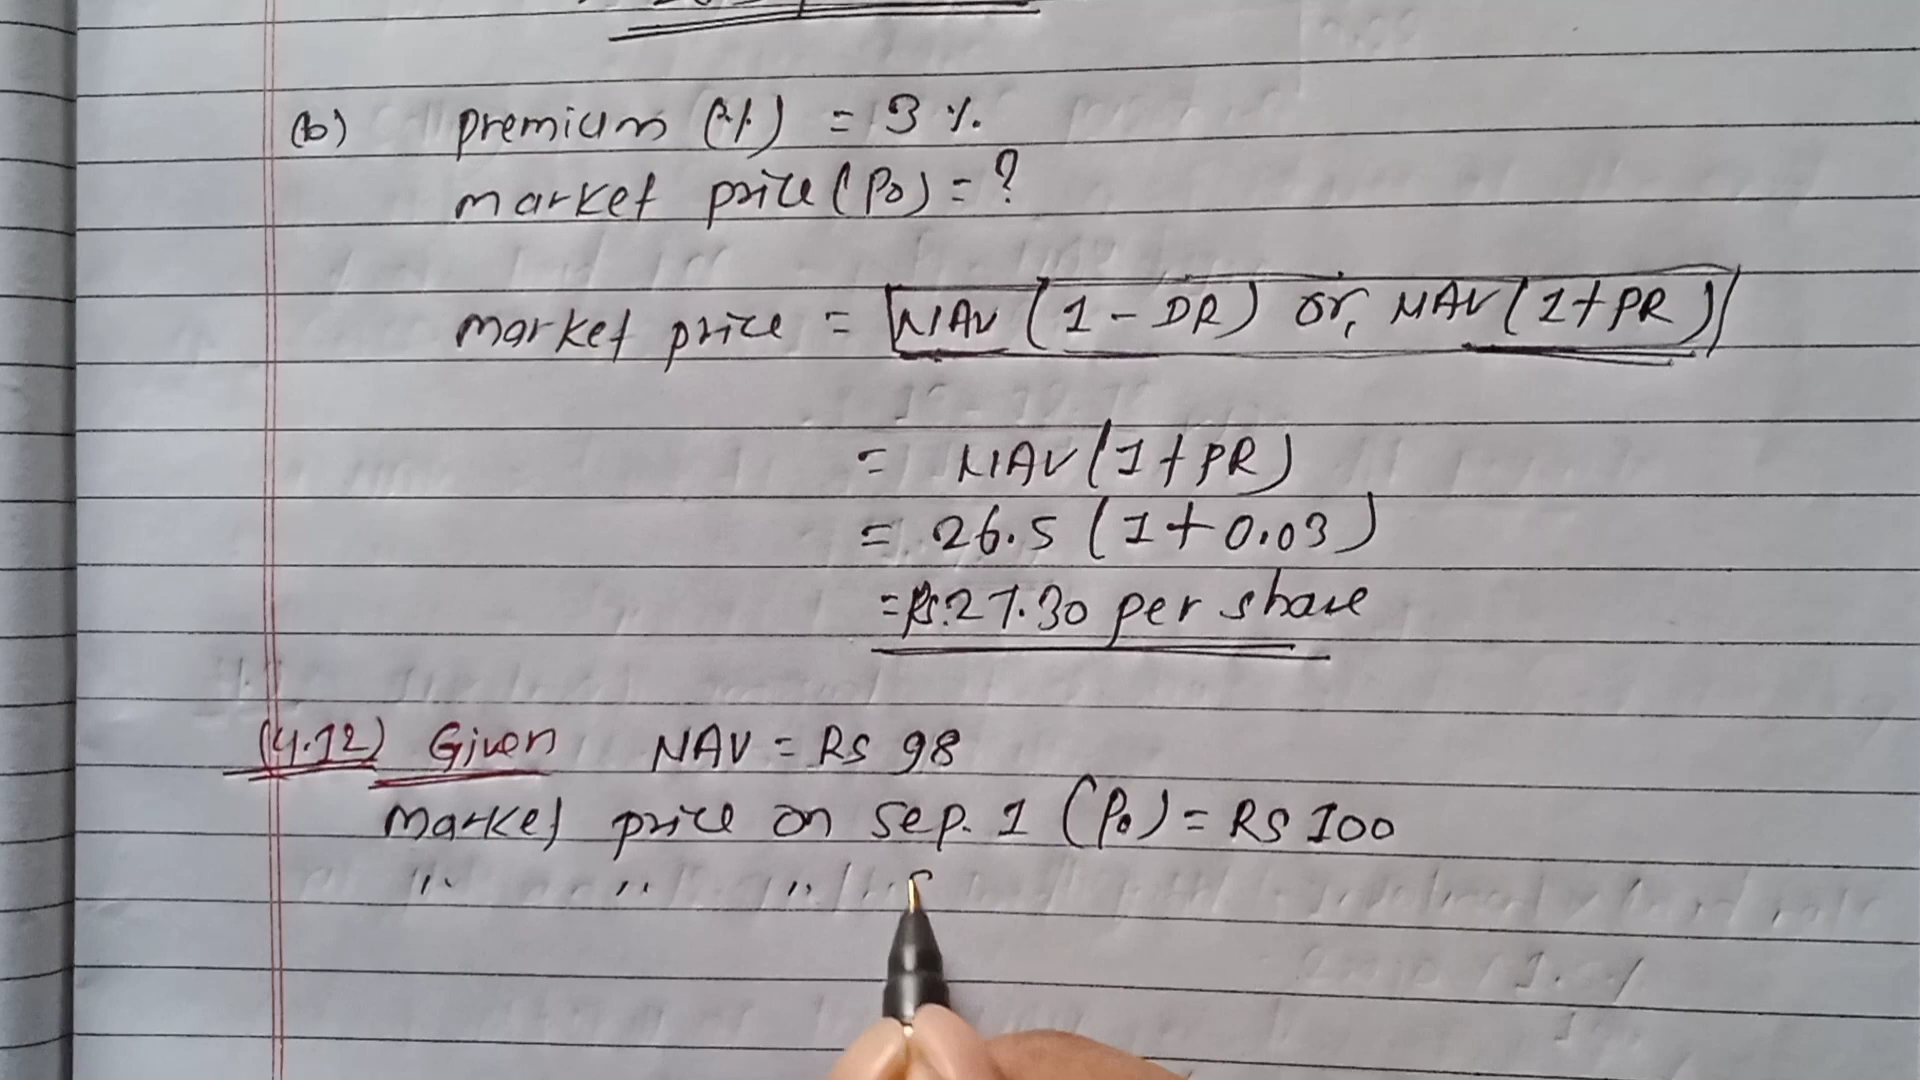 (b) premium (%) = 3 %.
market price (P0) = ?
market price = NAV (1 - DR) or, NAV (1 + PR)
= NAV (1 + PR)
= 26.5 (1 + 0.03)
= Rs. 27.30 per share
(4.12) Given NAV = RS 98
Market price on sep. 1 (P0) = RS 100
" " "